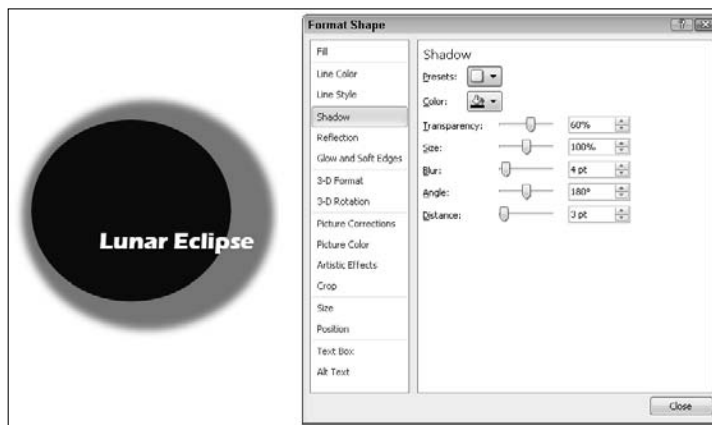 Lunar Eclipse
Format Shape
Fill
Line Color
Line Style
Shadow
Reflection
Glow and Soft Edges
3-D Format
3-D Rotation
Picture Corrections
Picture Color
Artistic Effects
Crop
Size
Position
Text Box
Alt Text
Shadow
Presets:
Color:
Transparency: 60%
Size: 100%
Blur: 4 pt
Angle: 180°
Distance: 3 pt
Close